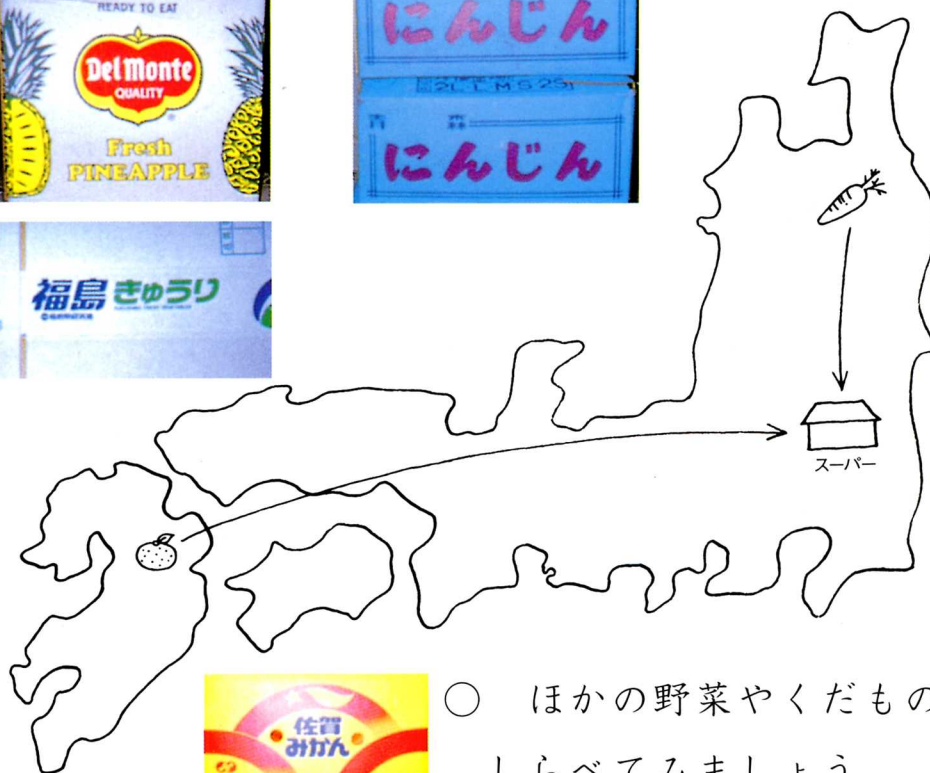 READY TO EAT
Del Monte
QUALITY
Fresh
PINEAPPLE
にんじん
2L L M S 2S
青 森
にんじん
福島きゅうり
スーパー
佐賀
みかん
○ ほかの野菜やくだもの
しらべてみましょう